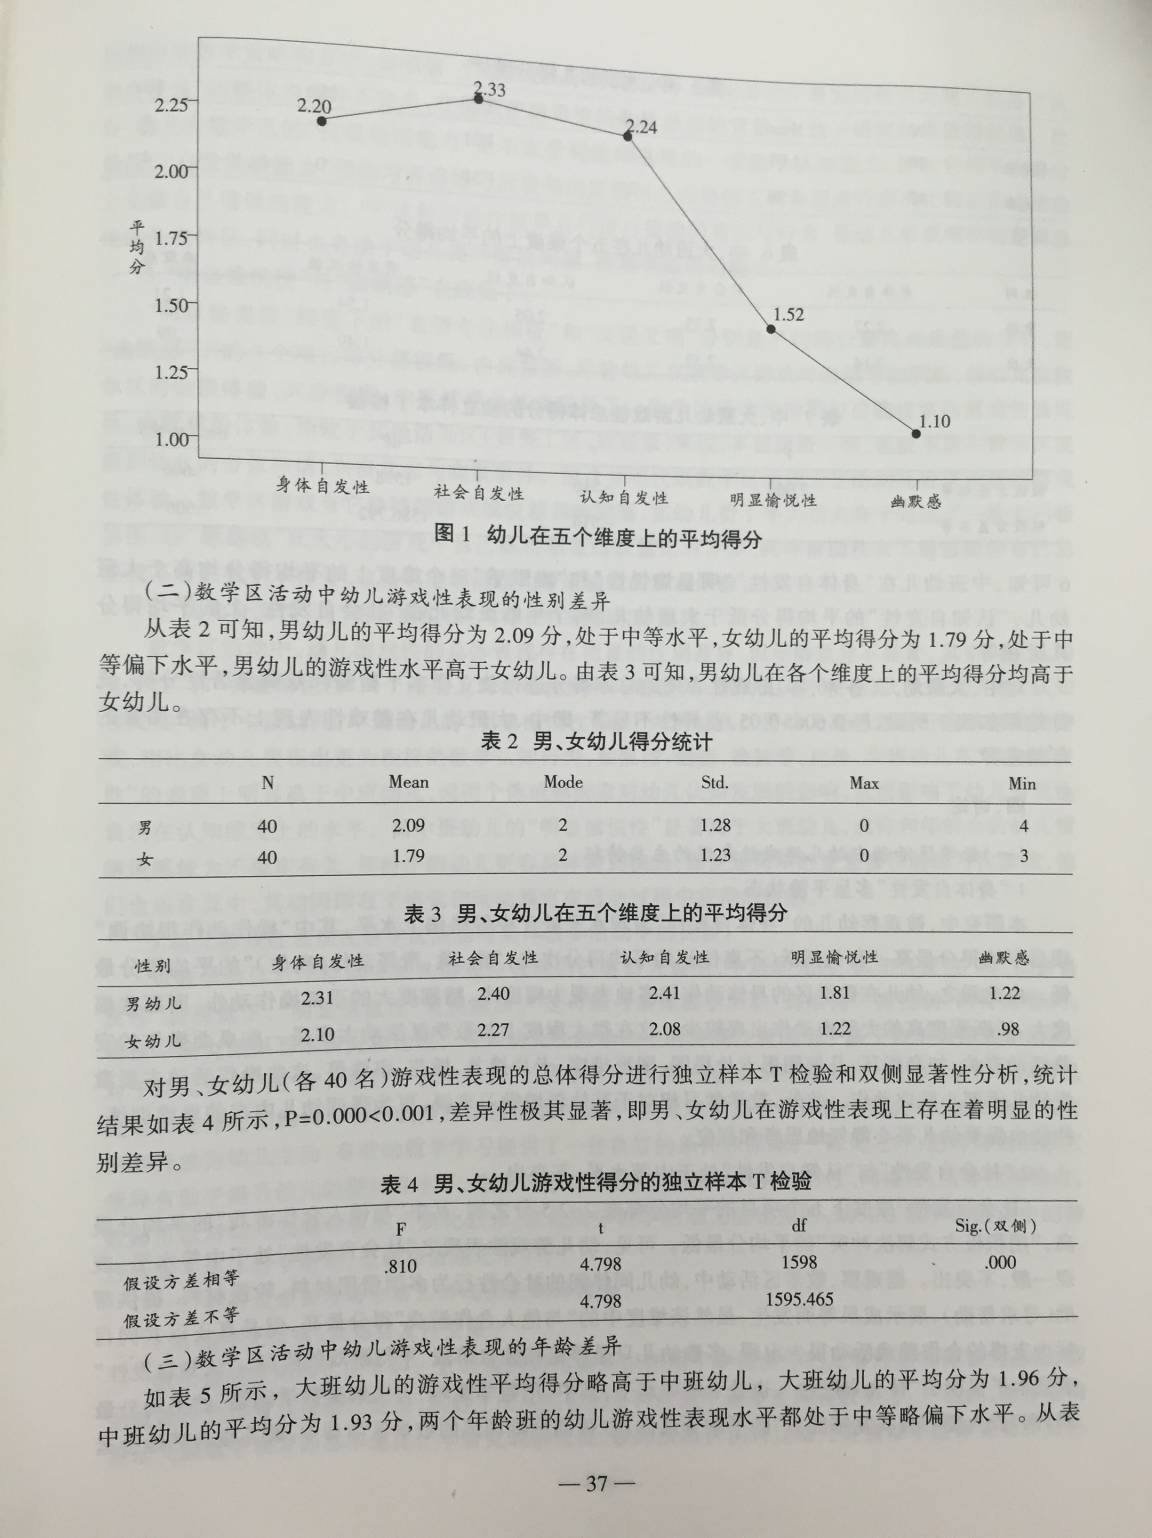 2.25
2.00
1.75
1.50
1.25
1.00
平均分
2.20
2.33
2.24
1.52
1.10
身体自发性 社会自发性 认知自发性 明显愉悦性 幽默感
图 1 幼儿在五个维度上的平均得分
(二)数学区活动中幼儿游戏性表现的性别差异
从表 2 可知,男幼儿的平均得分为 2.09 分,处于中等水平,女幼儿的平均得分为 1.79 分,处于中
等偏下水平,男幼儿的游戏性水平高于女幼儿。由表 3 可知,男幼儿在各个维度上的平均得分均高于
女幼儿。
表 2 男、女幼儿得分统计
N Mean Mode Std. Max Min
男 40 2.09 2 1.28 0 4
女 40 1.79 2 1.23 0 3
表 3 男、女幼儿在五个维度上的平均得分
性别 身体自发性 社会自发性 认知自发性 明显愉悦性 幽默感
男幼儿 2.31 2.40 2.41 1.81 1.22
女幼儿 2.10 2.27 2.08 1.22 .98
对男、女幼儿(各 40 名)游戏性表现的总体得分进行独立样本 T 检验和双侧显著性分析,统计
结果如表 4 所示,P=0.000<0.001,差异性极其显著,即男、女幼儿在游戏性表现上存在着明显的性
别差异。
表 4 男、女幼儿游戏性得分的独立样本 T 检验
F t df Sig.(双侧)
假设方差相等 .810 4.798 1598 .000
假设方差不等 4.798 1595.465
(三)数学区活动中幼儿游戏性表现的年龄差异
如表 5 所示，大班幼儿的游戏性平均得分略高于中班幼儿，大班幼儿的平均分为 1.96 分，
中班幼儿的平均分为 1.93 分,两个年龄班的幼儿游戏性表现水平都处于中等略偏下水平。从表
— 37 —